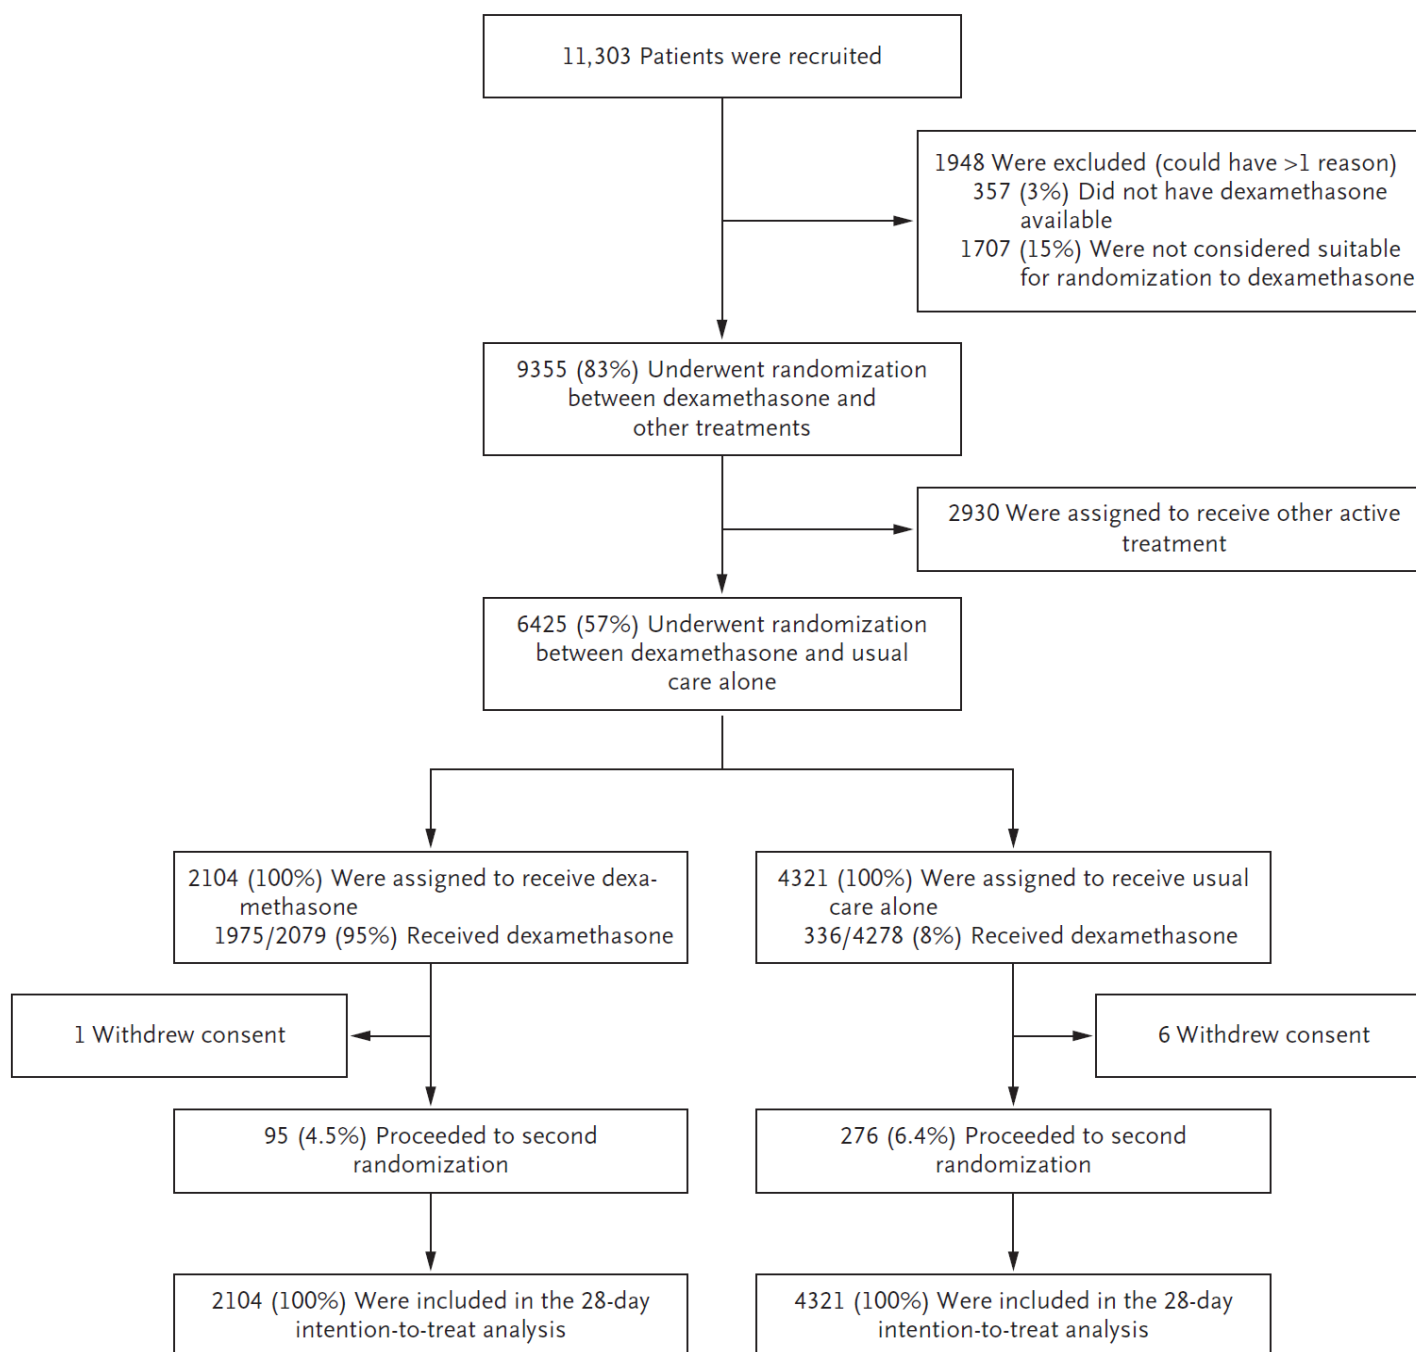 11,303 Patients were recruited
1948 Were excluded (could have >1 reason)
357 (3%) Did not have dexamethasone
available
1707 (15%) Were not considered suitable
for randomization to dexamethasone
9355 (83%) Underwent randomization
between dexamethasone and
other treatments
2930 Were assigned to receive other active
treatment
6425 (57%) Underwent randomization
between dexamethasone and usual
care alone
2104 (100%) Were assigned to receive dexa-
methasone
1975/2079 (95%) Received dexamethasone
4321 (100%) Were assigned to receive usual
care alone
336/4278 (8%) Received dexamethasone
1 Withdrew consent
6 Withdrew consent
95 (4.5%) Proceeded to second
randomization
276 (6.4%) Proceeded to second
randomization
2104 (100%) Were included in the 28-day
intention-to-treat analysis
4321 (100%) Were included in the 28-day
intention-to-treat analysis